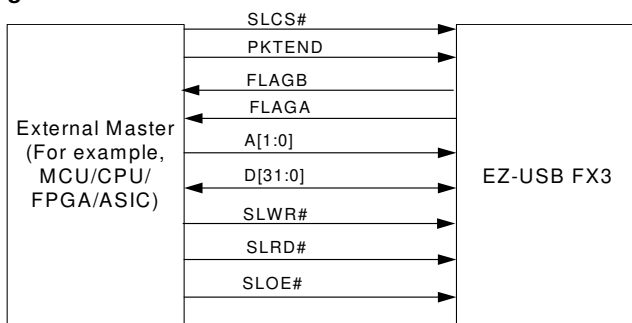 SLCS#
PKTEND
FLAGB
FLAGA
External Master
(For example,
MCU/CPU/
FPGA/ASIC)
A[1:0]
D[31:0]
EZ-USB FX3
SLWR#
SLRD#
SLOE#